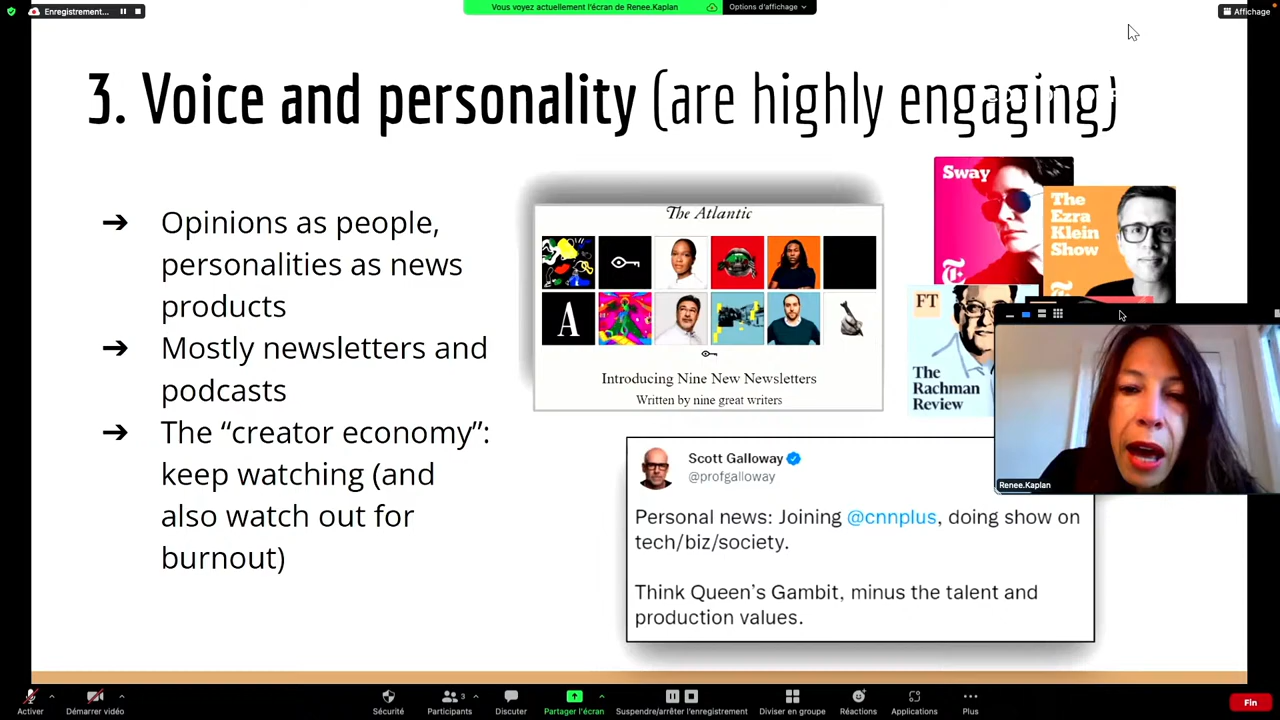 Enregistrement...
Vous voyez actuellement l'écran de Renee.Kaplan
Options d'affichage
Affichage
3. Voice and personality (are highly engaging)
➔ Opinions as people,
personalities as news
products
➔ Mostly newsletters and
podcasts
➔ The “creator economy”:
keep watching (and
also watch out for
burnout)
The Atlantic
A
Introducing Nine New Newsletters
Written by nine great writers
Sway
The
Ezra
Klein
Show
FT
The
Rachman
Review
Renee.Kaplan
Scott Galloway
@profgalloway
Personal news: Joining @cnnplus, doing show on
tech/biz/society.
Think Queen's Gambit, minus the talent and
production values.
Activer
Démarrer vidéo
Sécurité
3
Participants
Discuter
Partager l'écran
Suspendre/arrêter l'enregistrement
Diviser en groupe
Réactions
Applications
Plus
Fin